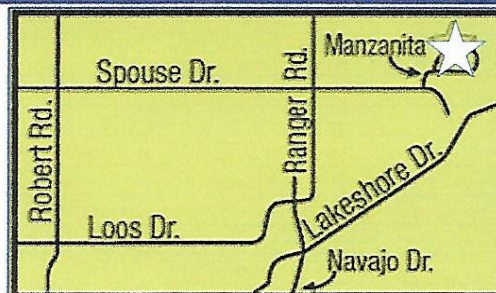 Manzanita
Spouse Dr.
Robert Rd.
Ranger Rd.
Loos Dr.
Lakeshore Dr.
Navajo Dr.